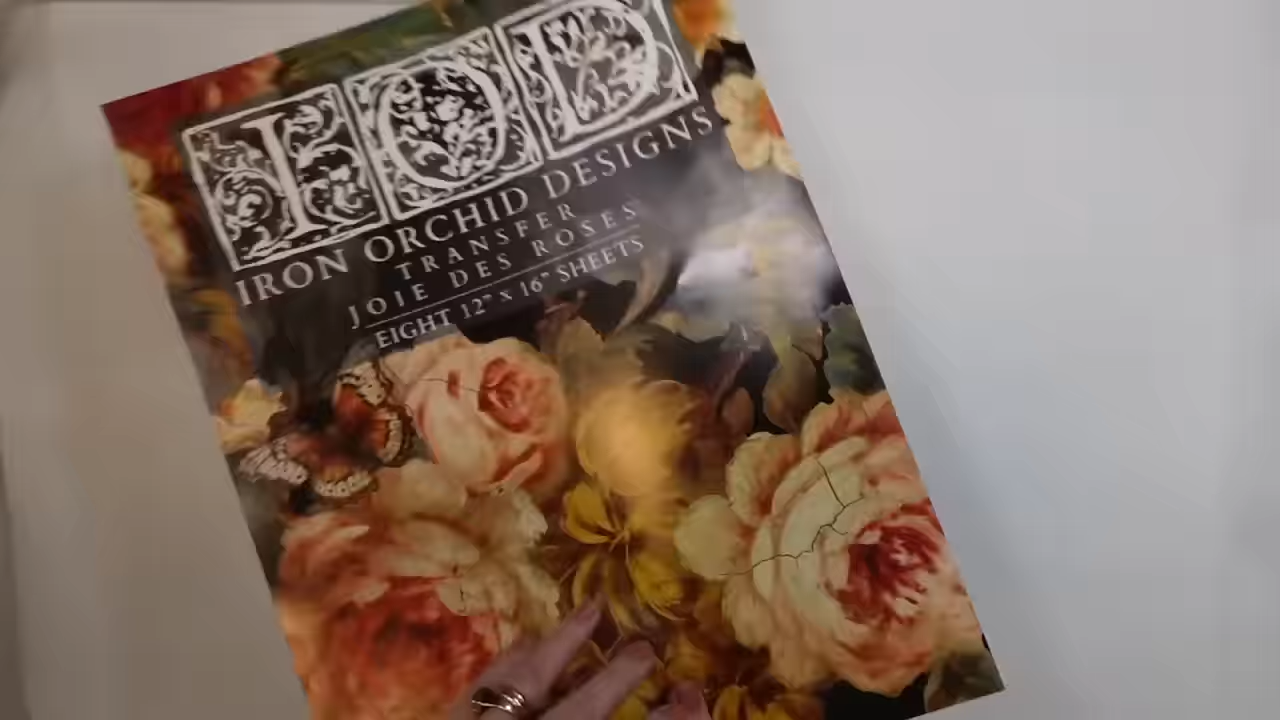 IOD
IRON ORCHID DESIGNS
TRANSFER
JOIE DES ROSES
EIGHT 12" x 16" SHEETS